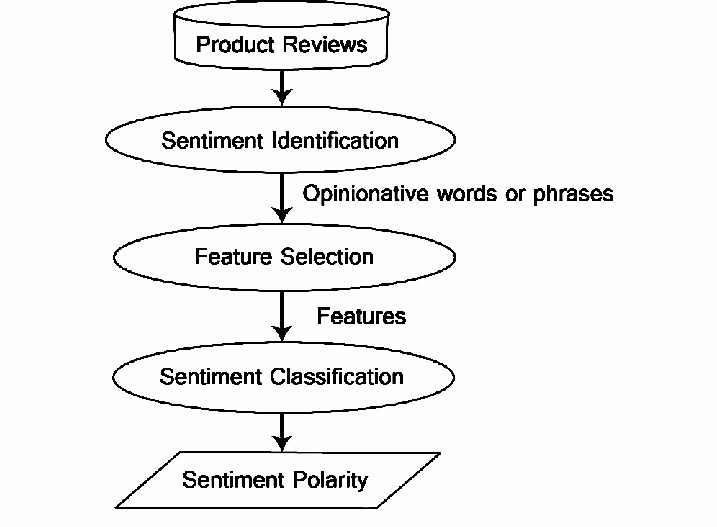 Product Reviews
Sentiment Identification
Opinionative words or phrases
Feature Selection
Features
Sentiment Classification
Sentiment Polarity